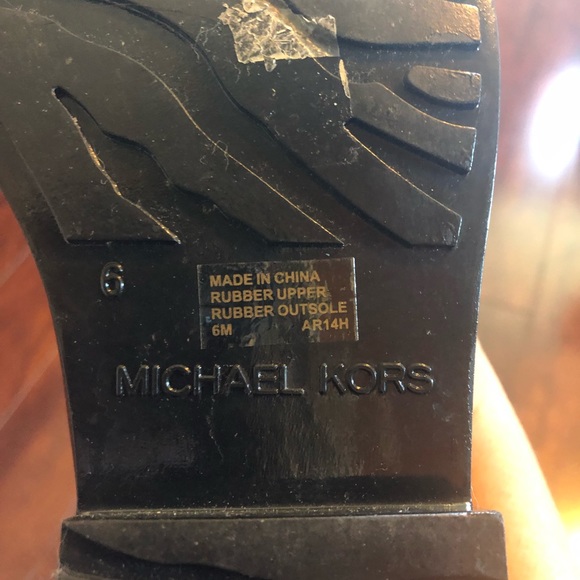 6
MADE IN CHINA
RUBBER UPPER
RUBBER OUTSOLE
6M AR14H
MICHAEL KORS